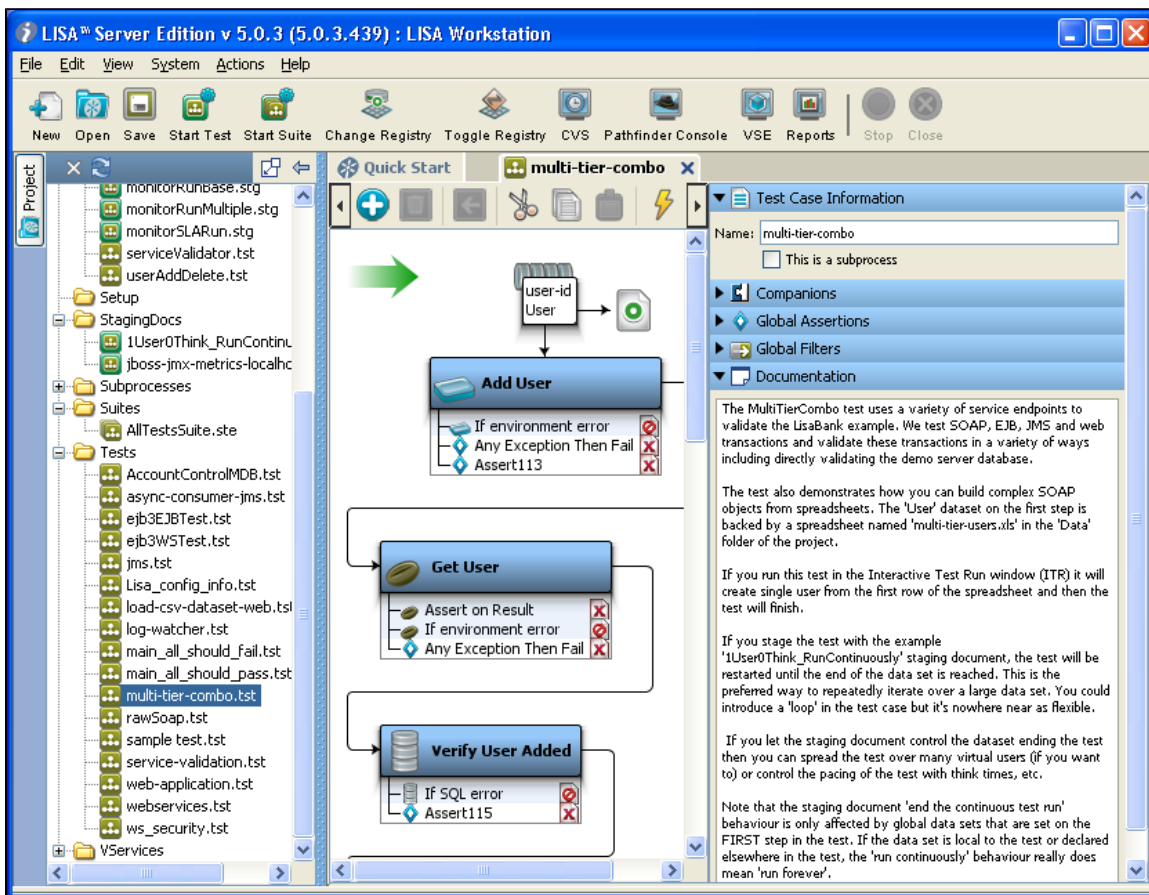 LISA™ Server Edition v 5.0.3 (5.0.3.439) : LISA Workstation
File Edit View System Actions Help
New Open Save Start Test Start Suite Change Registry Toggle Registry CVS Pathfinder Console VSE Reports Stop Close
Project
monitorRunBase.stg
monitorRunMultiple.stg
monitorSLARun.stg
serviceValidator.tst
userAddDelete.tst
Setup
StagingDocs
1User0Think_RunContinu
jboss-jmx-metrics-localhc
Subprocesses
Suites
AllTestsSuite.ste
Tests
AccountControlMDB.tst
async-consumer-jms.tst
ejb3EJBTest.tst
ejb3WSTest.tst
jms.tst
Lisa_config_info.tst
load-csv-dataset-web.tst
log-watcher.tst
main_all_should_fail.tst
main_all_should_pass.tst
multi-tier-combo.tst
rawSoap.tst
sample test.tst
service-validation.tst
web-application.tst
webservices.tst
ws_security.tst
VServices
Quick Start multi-tier-combo
user-id
User
Add User
If environment error
Any Exception Then Fail
Assert113
Get User
Assert on Result
If environment error
Any Exception Then Fail
Verify User Added
If SQL error
Assert115
Test Case Information
Name: multi-tier-combo
This is a subprocess
Companions
Global Assertions
Global Filters
Documentation
The MultiTierCombo test uses a variety of service endpoints to
validate the LisaBank example. We test SOAP, EJB, JMS and web
transactions and validate these transactions in a variety of ways
including directly validating the demo server database.
The test also demonstrates how you can build complex SOAP
objects from spreadsheets. The 'User' dataset on the first step is
backed by a spreadsheet named 'multi-tier-users.xls' in the 'Data'
folder of the project.
If you run this test in the Interactive Test Run window (ITR) it will
create single user from the first row of the spreadsheet and then the
test will finish.
If you stage the test with the example
'1User0Think_RunContinuously' staging document, the test will be
restarted until the end of the data set is reached. This is the
preferred way to repeatedly iterate over a large data set. You could
introduce a 'loop' in the test case but it's nowhere near as flexible.
If you let the staging document control the dataset ending the test
then you can spread the test over many virtual users (if you want
to) or control the pacing of the test with think times, etc.
Note that the staging document 'end the continuous test run'
behaviour is only affected by global data sets that are set on the
FIRST step in the test. If the data set is local to the test or declared
elsewhere in the test, the 'run continuously' behaviour really does
mean 'run forever'.